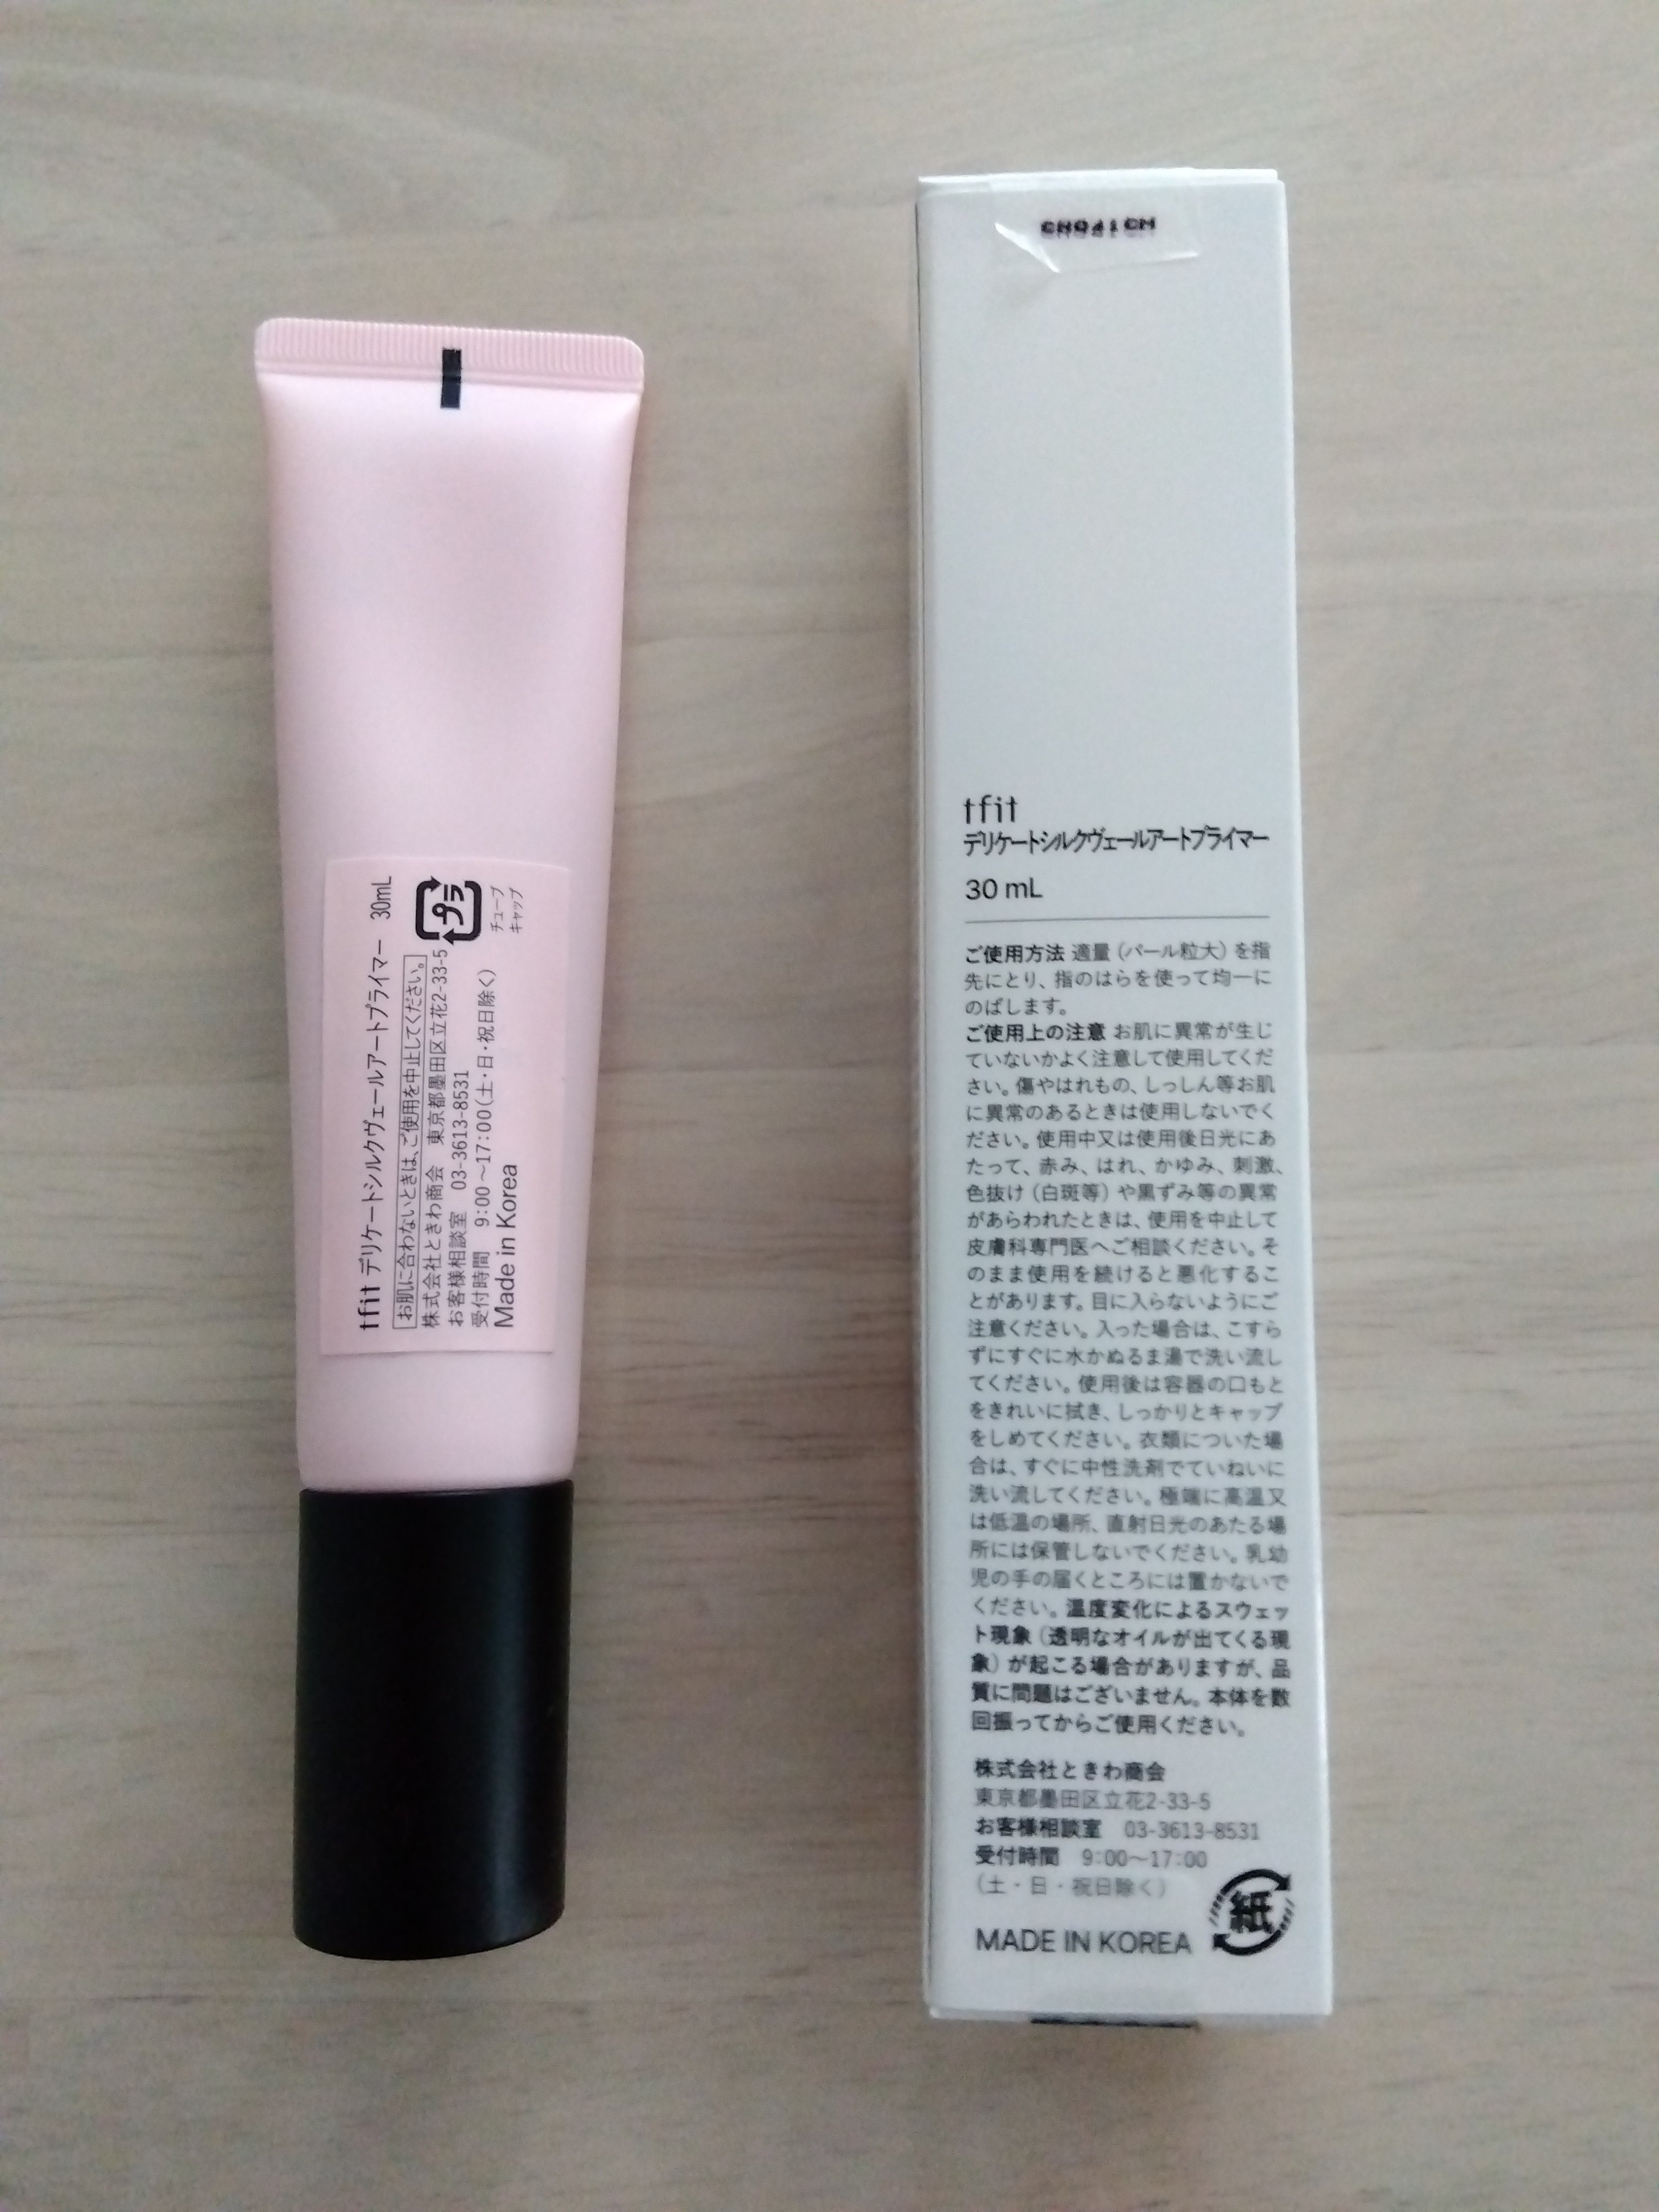 tfit デリケートシルクヴェールアートプライマー 30mL
お肌に合わないときは、ご使用を中止してください。
株式会社ときわ商会 東京都墨田区立花2-33-5
お客様相談室 03-3613-8531
受付時間 9:00～17:00(土・日・祝日除く)
Made in Korea
プラ
チューブ
キャップ
tfit
デリケートシルクヴェールアートプライマー
30 mL
ご使用方法 適量（パール粒大）を指
先にとり、指のはらを使って均一に
のばします。
ご使用上の注意 お肌に異常が生じ
ていないかよく注意して使用してくだ
さい。傷やはれもの、しっしん等お肌
に異常のあるときは使用しないでく
ださい。使用中又は使用後日光にあ
たって、赤み、はれ、かゆみ、刺激、
色抜け（白斑等）や黒ずみ等の異常
があらわれたときは、使用を中止して
皮膚科専門医へご相談ください。そ
のまま使用を続けると悪化するこ
とがあります。目に入らないようにご
注意ください。入った場合は、こすら
ずにすぐに水かぬるま湯で洗い流し
てください。使用後は容器の口もと
をきれいに拭き、しっかりとキャップ
をしめてください。衣類についた場
合は、すぐに中性洗剤でていねいに
洗い流してください。極端に高温又
は低温の場所、直射日光のあたる場
所には保管しないでください。乳幼
児の手の届くところには置かないで
ください。温度変化によるスウェッ
ト現象（透明なオイルが出てくる現
象）が起こる場合がありますが、品
質に問題はございません。本体を数
回振ってからご使用ください。
株式会社ときわ商会
東京都墨田区立花2-33-5
お客様相談室 03-3613-8531
受付時間 9:00～17:00
（土・日・祝日除く）
MADE IN KOREA
紙